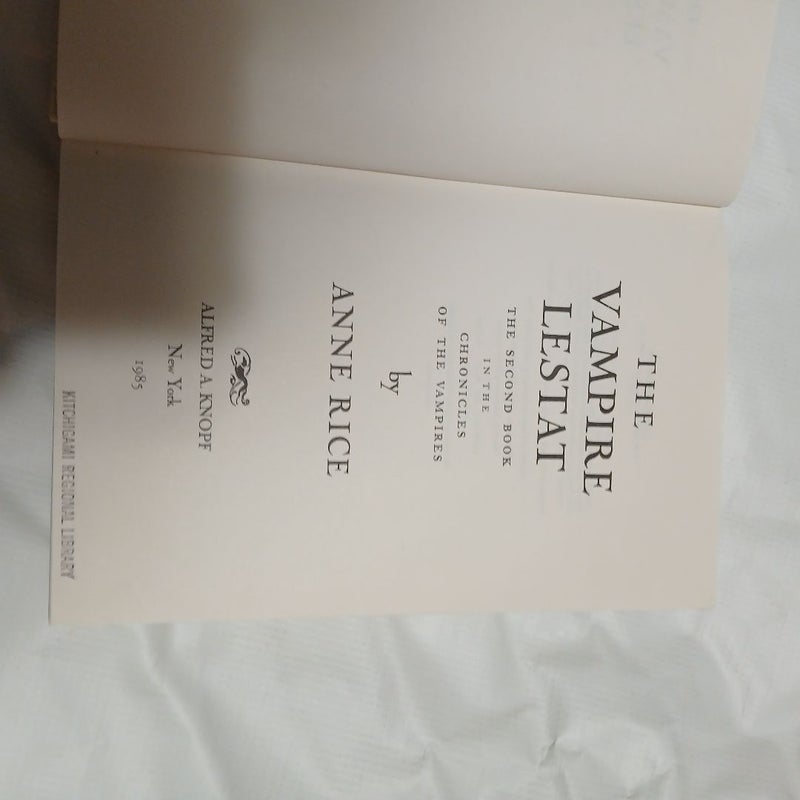 THE
VAMPIRE
LESTAT
THE SECOND BOOK
IN THE
CHRONICLES
OF THE VAMPIRES
by
ANNE RICE
ALFRED A. KNOPF
New York
1985
KITCHIGAMI REGIONAL LIBRARY